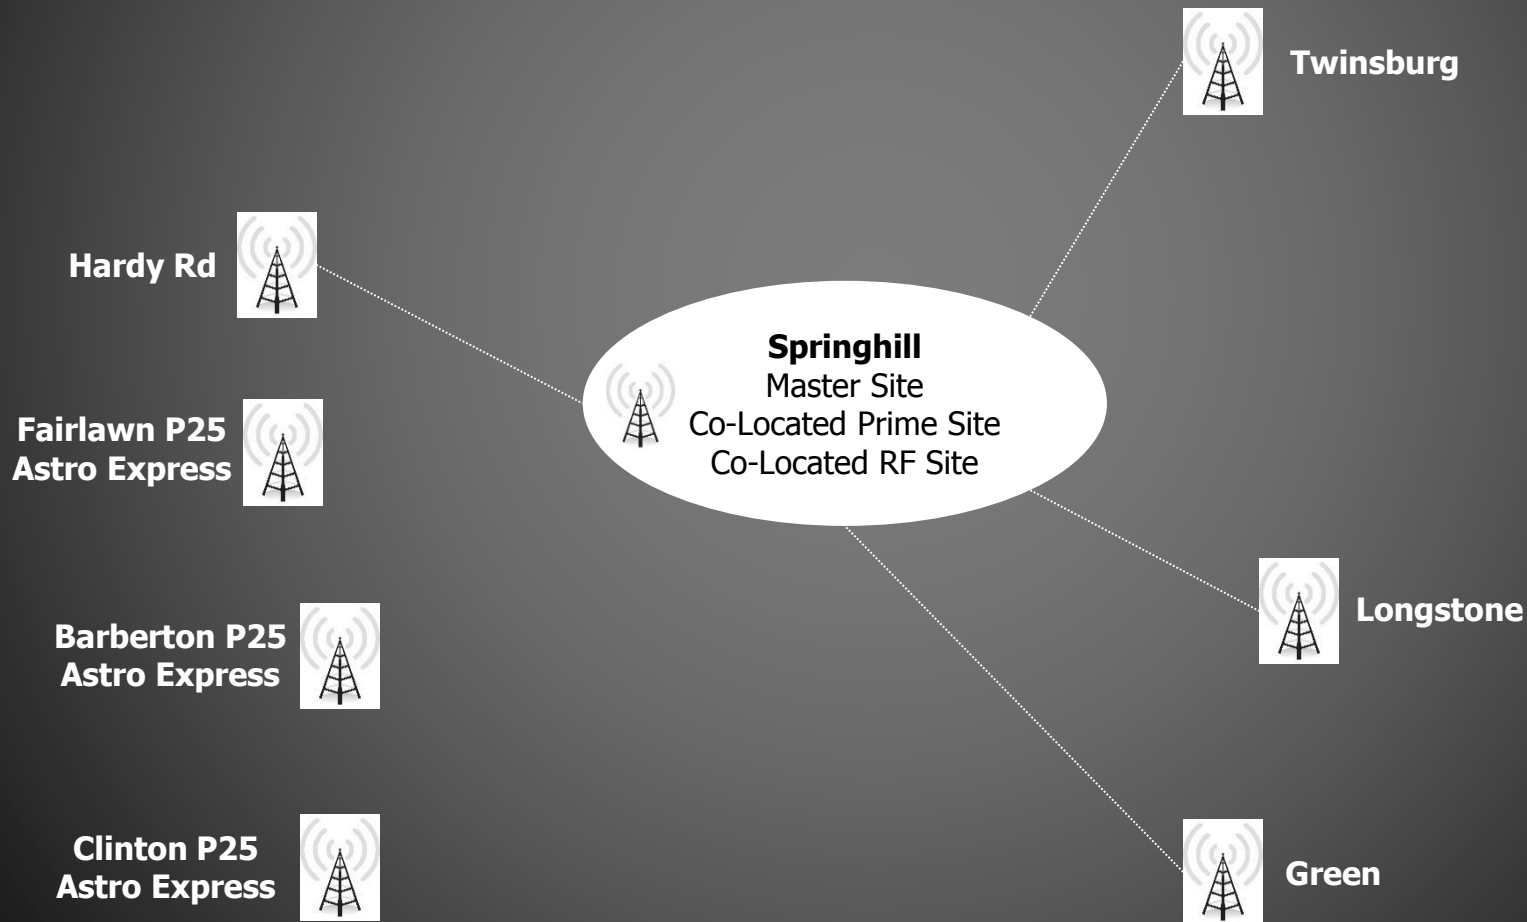 Twinsburg
Hardy Rd
Springhill
Master Site
Co-Located Prime Site
Co-Located RF Site
Fairlawn P25
Astro Express
Longstone
Barberton P25
Astro Express
Clinton P25
Astro Express
Green